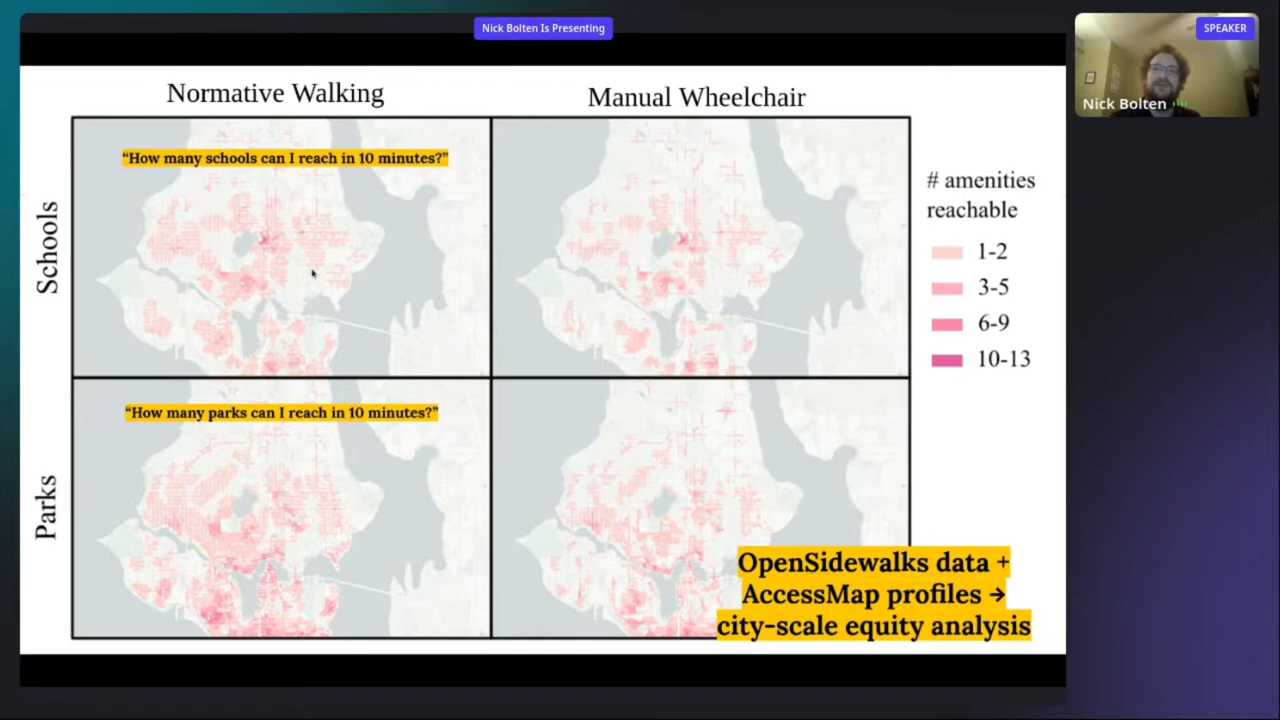 Nick Bolten Is Presenting
SPEAKER
Nick Bolten
Normative Walking
Manual Wheelchair
“How many schools can I reach in 10 minutes?”
Schools
# amenities
reachable
1-2
3-5
6-9
10-13
“How many parks can I reach in 10 minutes?”
Parks
OpenSidewalks data +
AccessMap profiles →
city-scale equity analysis